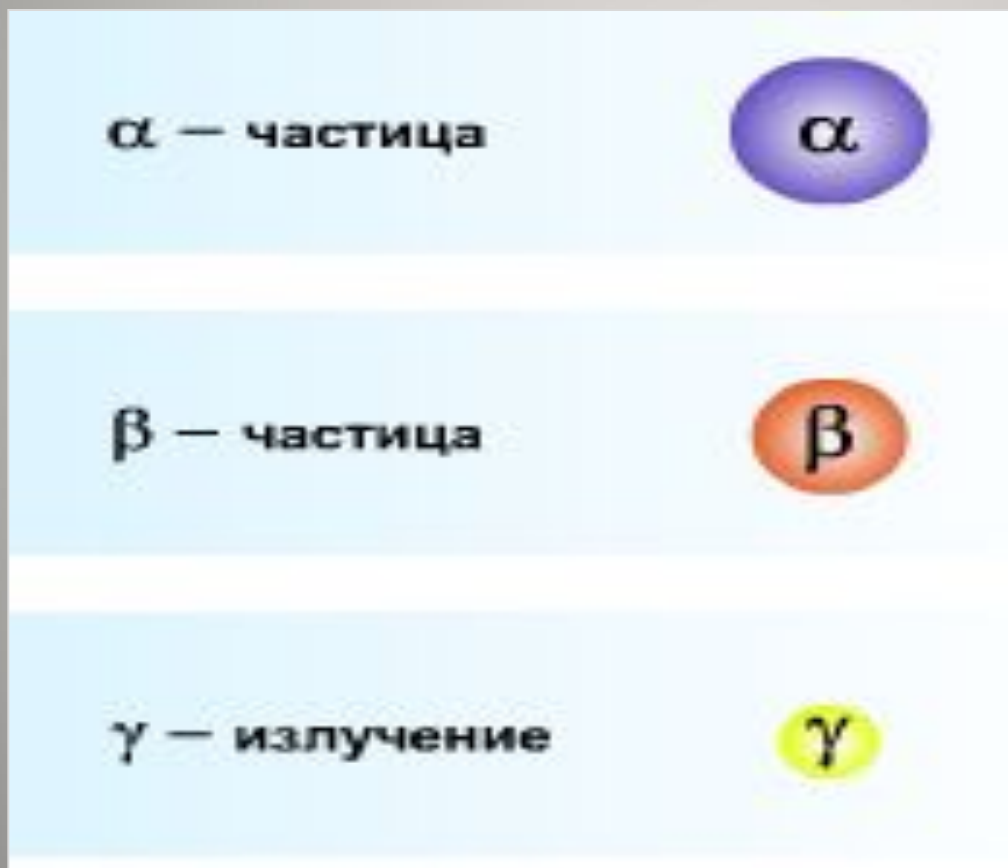 α – частица α
β – частица β
γ – излучение γ